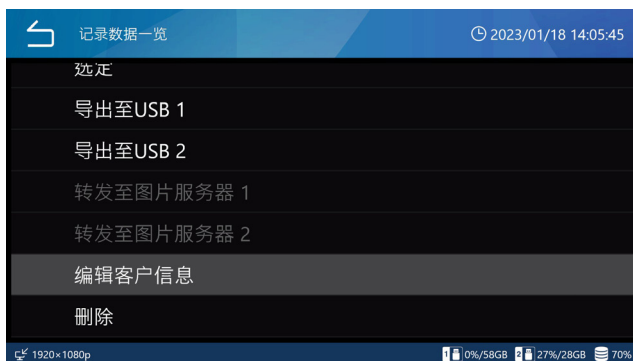 记录数据一览
2023/01/18 14:05:45
选定
导出至USB 1
导出至USB 2
转发至图片服务器 1
转发至图片服务器 2
编辑客户信息
删除
1920×1080p
1 0%/58GB 2 27%/28GB 70%